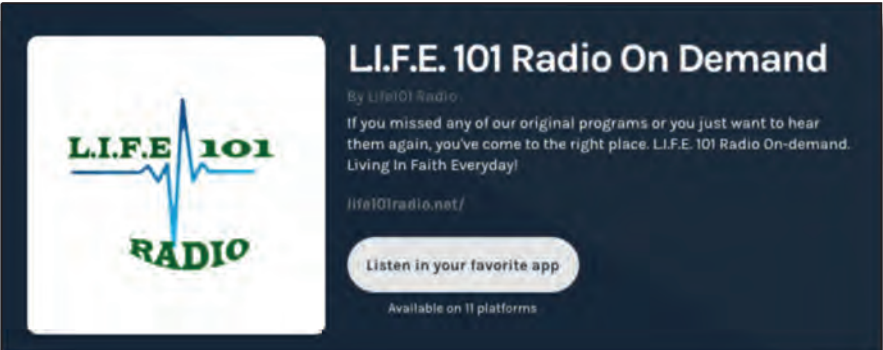 L.I.F.E 101
RADIO
L.I.F.E. 101 Radio On Demand
By Life101 Radio
If you missed any of our original programs or you just want to hear
them again, you've come to the right place. L.I.F.E. 101 Radio On-demand.
Living In Faith Everyday!
life101radio.net/
Listen in your favorite app
Available on 11 platforms